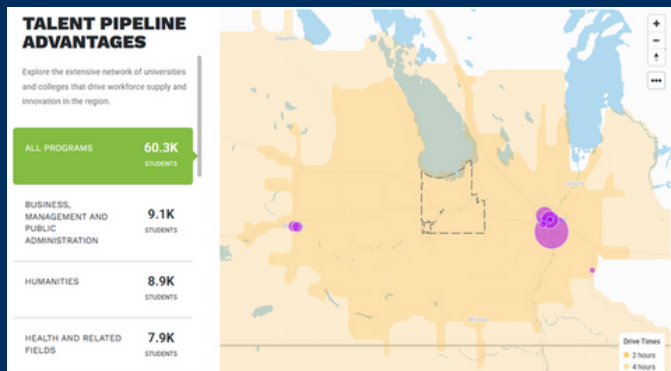 TALENT PIPELINE
ADVANTAGES
Explore the extensive network of universities
and colleges that drive workforce supply and
innovation in the region.
ALL PROGRAMS
60.3K
STUDENTS
BUSINESS,
MANAGEMENT AND
PUBLIC
ADMINISTRATION
9.1K
STUDENTS
HUMANITIES
8.9K
STUDENTS
HEALTH AND RELATED
FIELDS
7.9K
STUDENTS
Dauphin
Winkler
Drive Times
2 hours
4 hours